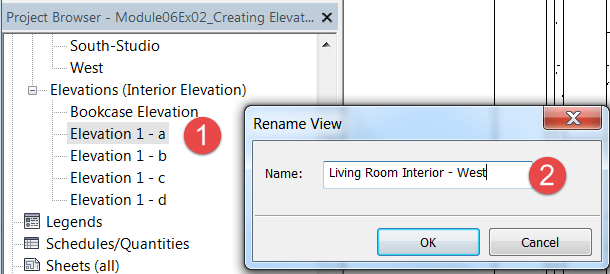 Project Browser - Module06Ex02_Creating Elevat...
South-Studio
West
Elevations (Interior Elevation)
Bookcase Elevation
Elevation 1 - a
1
Elevation 1 - b
Elevation 1 - c
Elevation 1 - d
Legends
Schedules/Quantities
Sheets (all)
Rename View
Name:
Living Room Interior - West
2
OK
Cancel